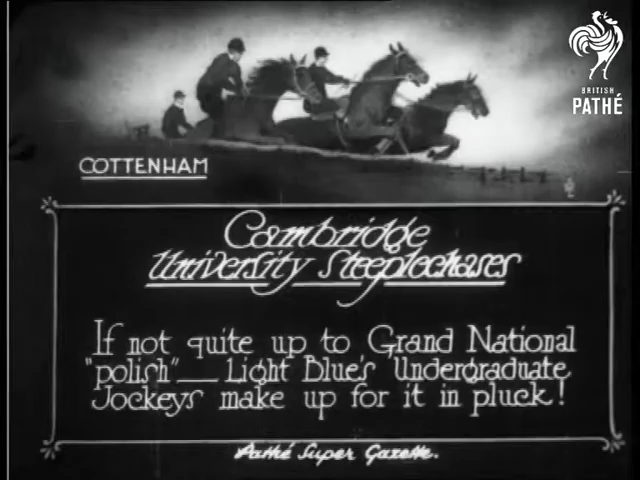 BRITISH
PATHÉ
COTTENHAM
Cambridge
University Steeplechases
If not quite up to Grand National
"polish" — Light Blue's Undergraduate
Jockeys make up for it in pluck!
Pathé Super Gazette.